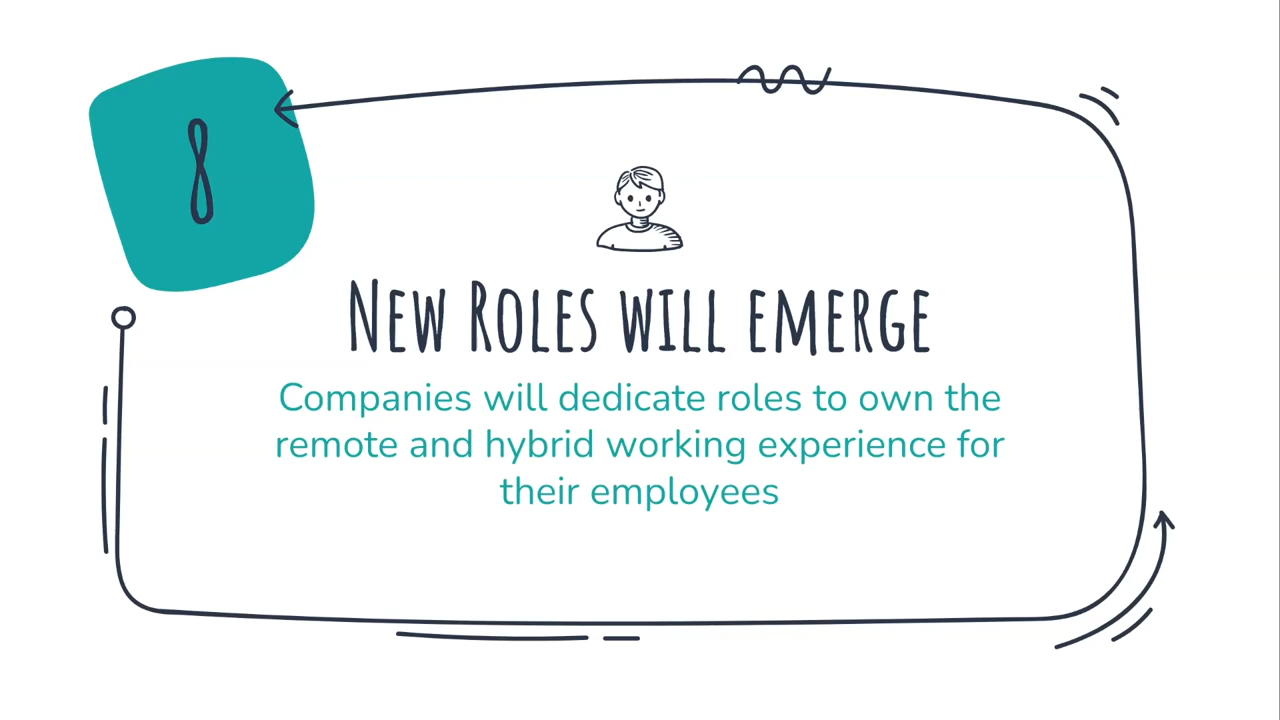 8
New Roles will emerge
Companies will dedicate roles to own the
remote and hybrid working experience for
their employees